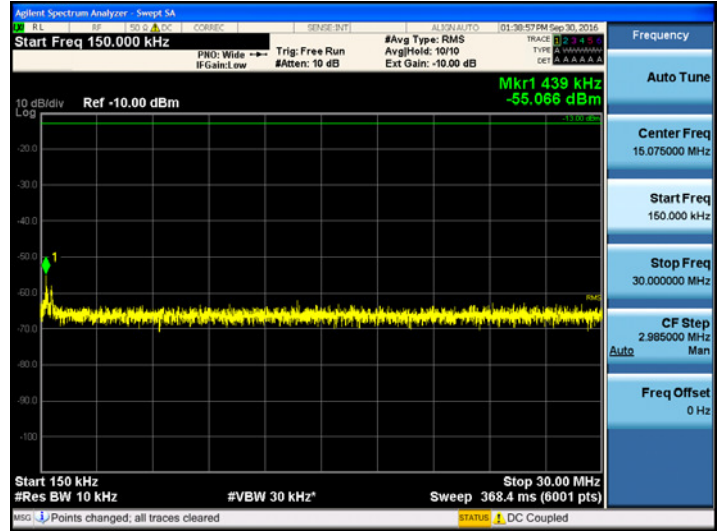 Agilent Spectrum Analyzer - Swept SA
RL RF 50 Ω DC CORREC SENSE:INT ALIGN AUTO 01:38:57 PM Sep 30, 2016
Start Freq 150.000 kHz
PNO: Wide
IFGain:Low
Trig: Free Run
#Atten: 10 dB
#Avg Type: RMS
Avg|Hold: 10/10
Ext Gain: -10.00 dB
TRACE 1 2 3 4 5 6
TYPE A WWWWW
DET A A A A A A
Mkr1 439 kHz
-55.066 dBm
10 dB/div Ref -10.00 dBm
Log
-13.00 dBm
-20.0
-30.0
-40.0
-50.0
1
-60.0
RMS
-70.0
-80.0
-90.0
-100
Start 150 kHz Stop 30.00 MHz
#Res BW 10 kHz #VBW 30 kHz* Sweep 368.4 ms (6001 pts)
MSG Points changed; all traces cleared STATUS DC Coupled
Frequency
Auto Tune
Center Freq
15.075000 MHz
Start Freq
150.000 kHz
Stop Freq
30.000000 MHz
CF Step
2.985000 MHz
Auto Man
Freq Offset
0 Hz